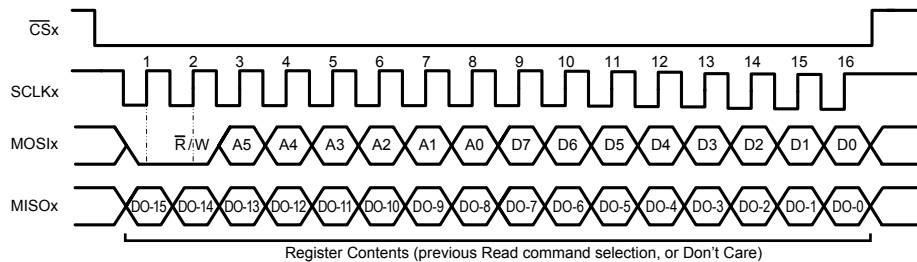 CSx
1 2 3 4 5 6 7 8 9 10 11 12 13 14 15 16
SCLKx
MOSIx R/W A5 A4 A3 A2 A1 A0 D7 D6 D5 D4 D3 D2 D1 D0
MISOx DO-15 DO-14 DO-13 DO-12 DO-11 DO-10 DO-9 DO-8 DO-7 DO-6 DO-5 DO-4 DO-3 DO-2 DO-1 DO-0
Register Contents (previous Read command selection, or Don’t Care)